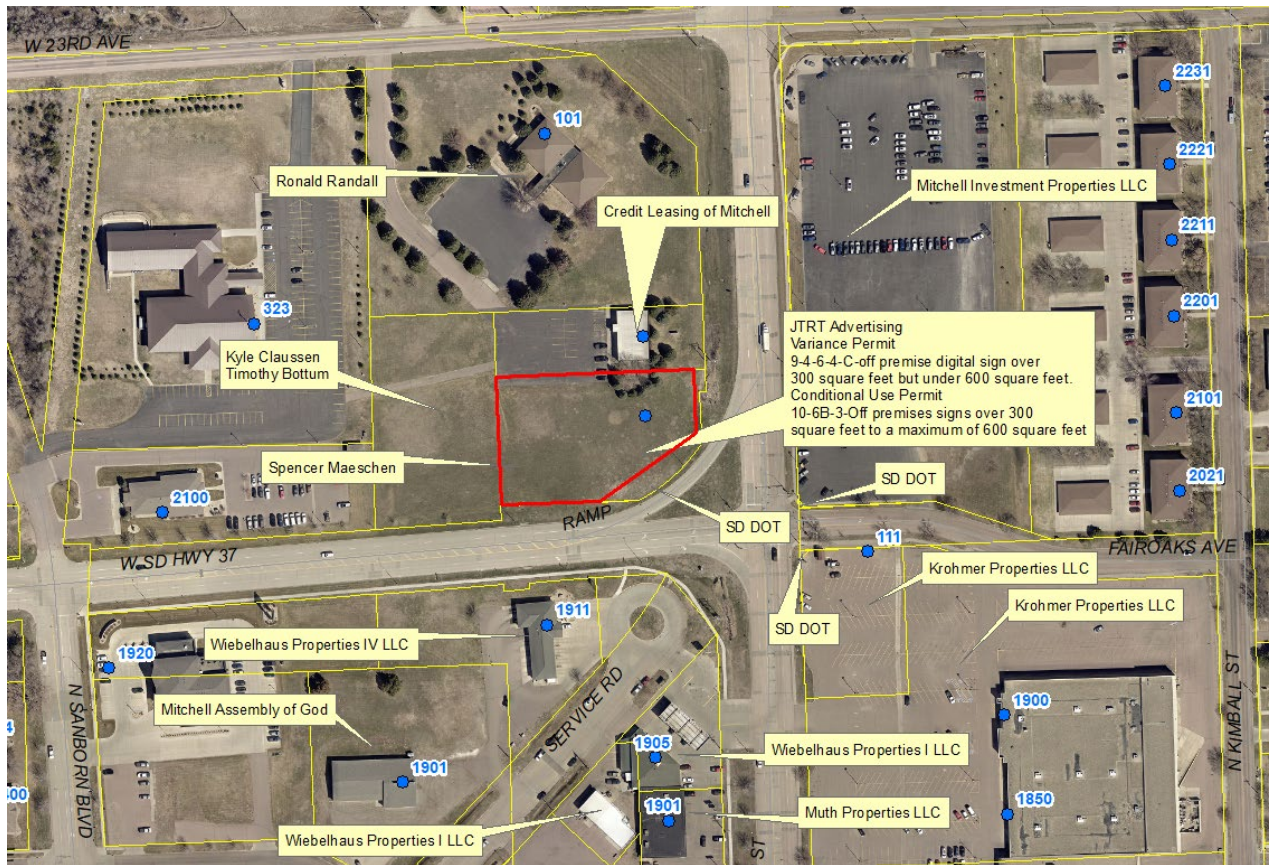 W 23RD AVE
101
2231
2221
Ronald Randall
Mitchell Investment Properties LLC
Credit Leasing of Mitchell
2211
323
2201
Kyle Claussen
Timothy Bottum
JTRT Advertising
Variance Permit
9-4-6-4-C-off premise digital sign over
300 square feet but under 600 square feet.
Conditional Use Permit
10-6B-3-Off premises signs over 300
square feet to a maximum of 600 square feet
2101
Spencer Maeschen
2100
SD DOT
2021
RAMP
SD DOT
W SD HWY 37
111
FAIROAKS AVE
Krohmer Properties LLC
Krohmer Properties LLC
SD DOT
1911
Wiebelhaus Properties IV LLC
1920
N SANBORN BLVD
Mitchell Assembly of God
SERVICE RD
1900
N KIMBALL ST
1905
Wiebelhaus Properties I LLC
1901
1901
Muth Properties LLC
1850
Wiebelhaus Properties I LLC
ST